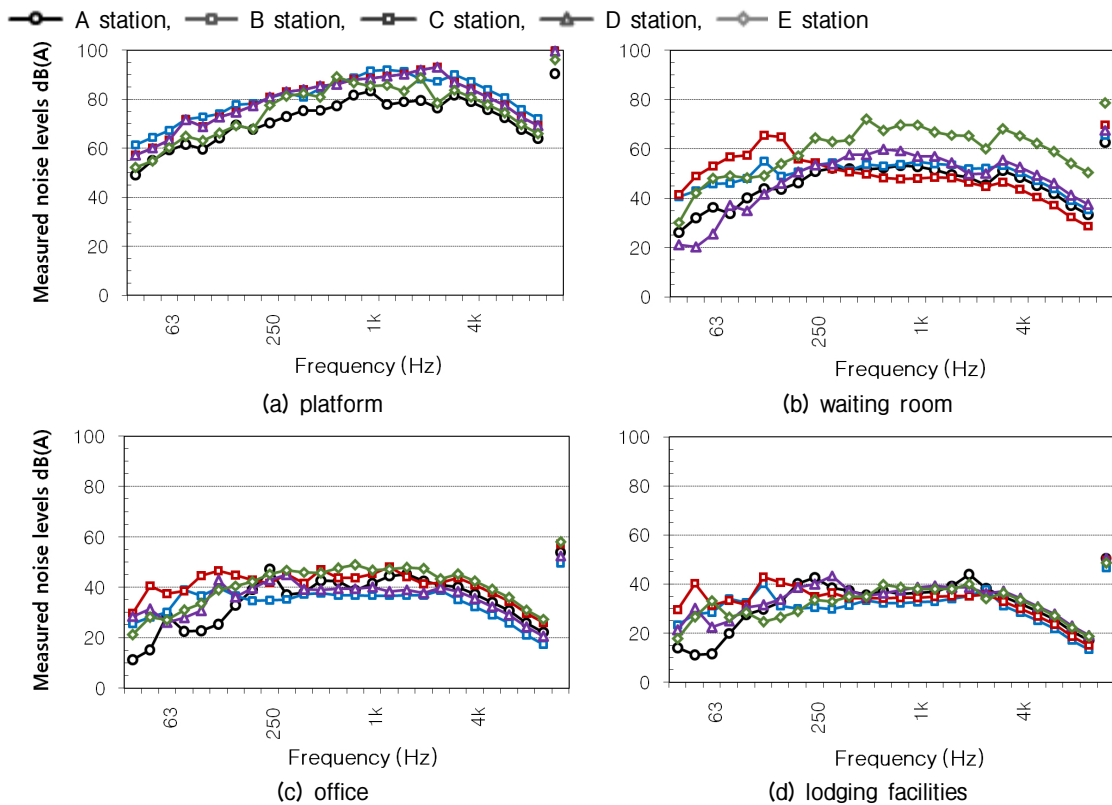 A station, B station, C station, D station, E station
Measured noise levels dB(A)
100
80
60
40
20
0
63
250
1k
4k
Frequency (Hz)
(a) platform
100
80
60
40
20
0
63
250
1k
4k
Frequency (Hz)
(b) waiting room
Measured noise levels dB(A)
100
80
60
40
20
0
63
250
1k
4k
Frequency (Hz)
(c) office
100
80
60
40
20
0
63
250
1k
4k
Frequency (Hz)
(d) lodging facilities